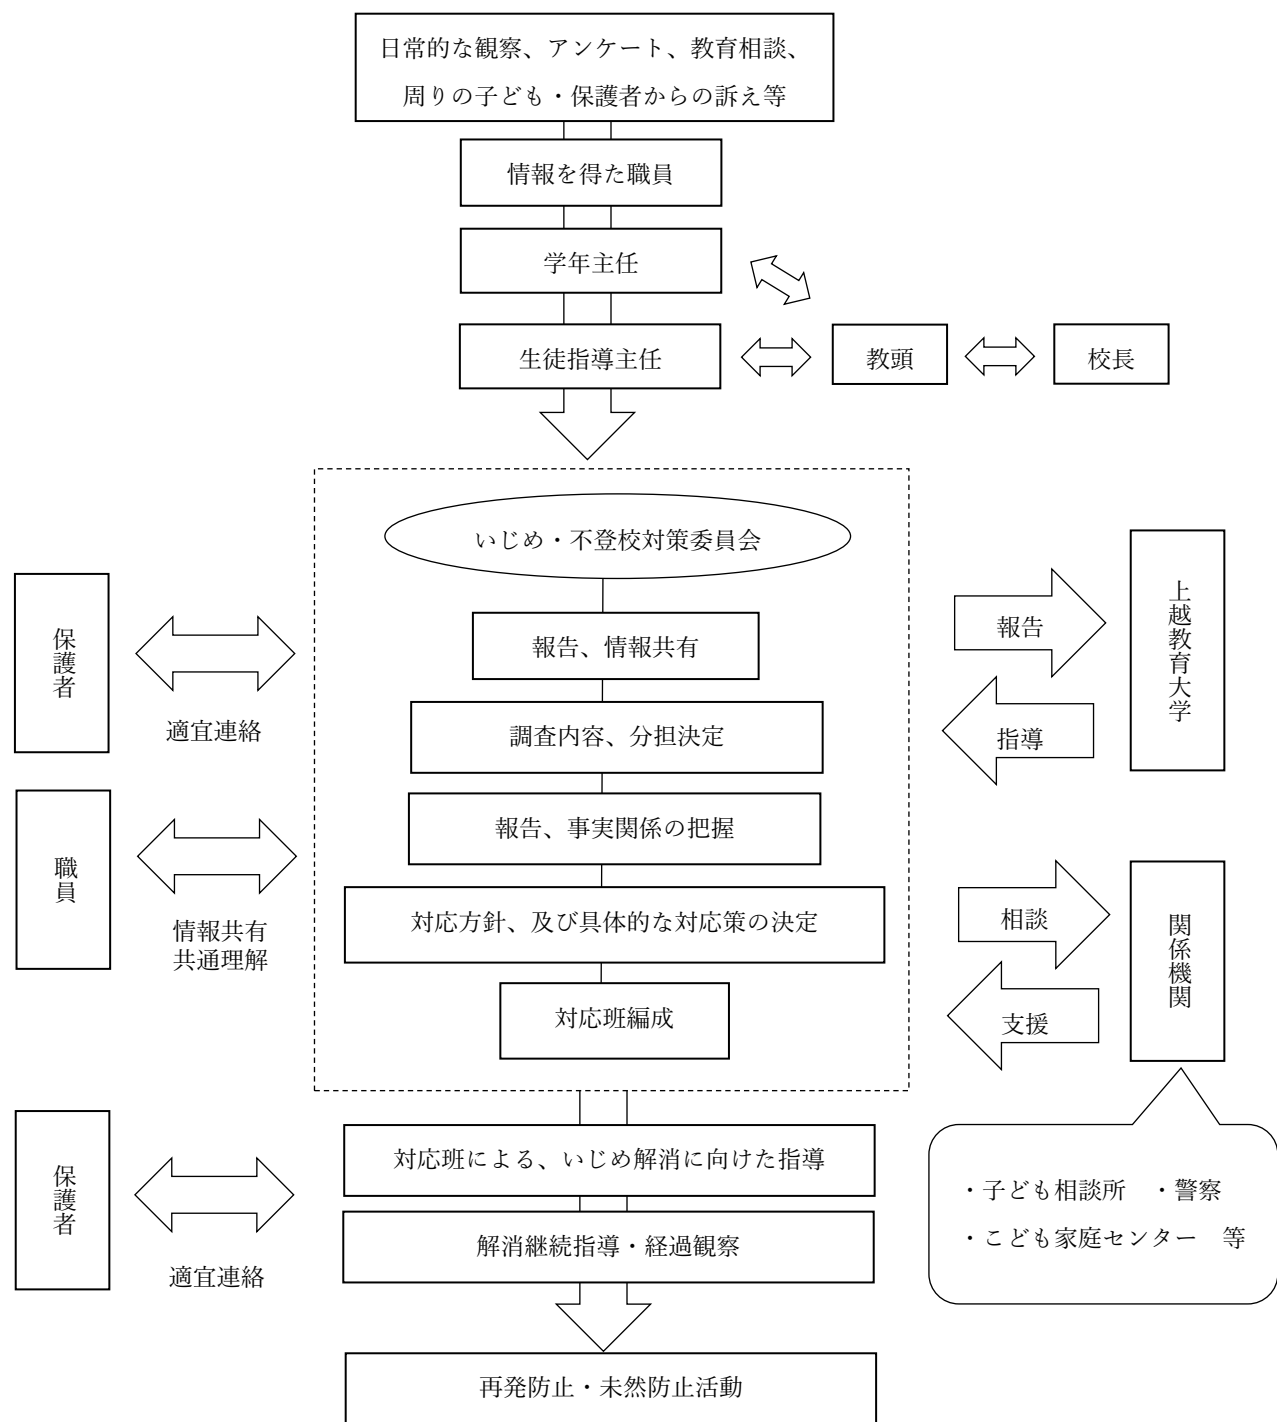 日常的な観察、アンケート、教育相談、
周りの子ども・保護者からの訴え等
情報を得た職員
学年主任
生徒指導主任
教頭
校長
いじめ・不登校対策委員会
報告、情報共有
調査内容、分担決定
報告、事実関係の把握
対応方針、及び具体的な対応策の決定
対応班編成
保護者
適宜連絡
職員
情報共有
共通理解
報告
指導
上越教育大学
相談
支援
関係機関
・子ども相談所　・警察
・こども家庭センター　等
対応班による、いじめ解消に向けた指導
解消継続指導・経過観察
保護者
適宜連絡
再発防止・未然防止活動